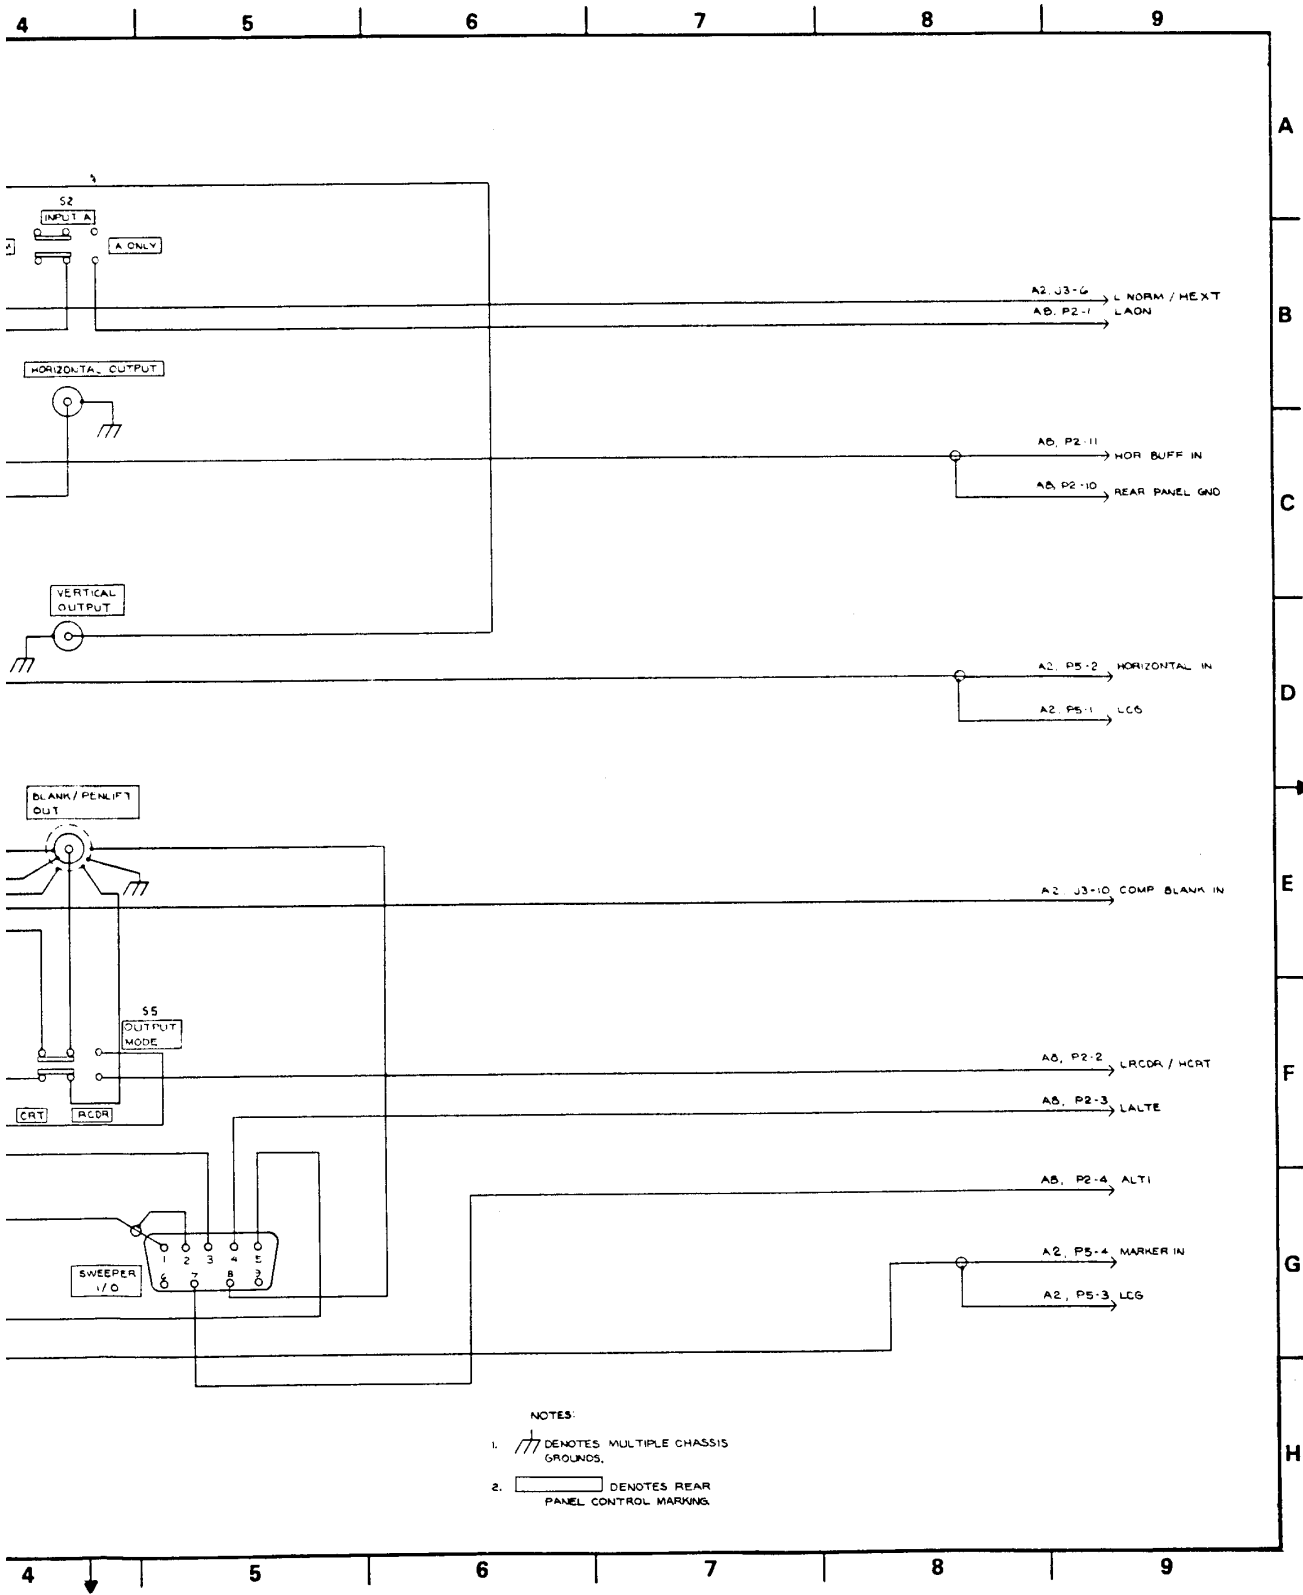 4 5 6 7 8 9
A
S2
INPUT A
A ONLY
A2, J3-6 L NORM / HEXT
A8, P2-1 LAON
B
HORIZONTAL OUTPUT
A8, P2-11 HOR BUFF IN
A8, P2-10 REAR PANEL GND
C
VERTICAL
OUTPUT
A2, P5-2 HORIZONTAL IN
D
A2, P5-1 LCG
BLANK/PENLIFT
OUT
E
A2, J3-10 COMP BLANK IN
S5
OUTPUT
MODE
A8, P2-2 LRCDR / HCRT
F
CRT RCDR
A8, P2-3 LALTE
A8, P2-4 ALTI
1 2 3 4 5
A2, P5-4 MARKER IN
G
SWEEPER
I/O
6 7 8 9
A2, P5-3 LCG
NOTES:
1. DENOTES MULTIPLE CHASSIS
GROUNDS.
H
2. DENOTES REAR
PANEL CONTROL MARKING.
4 5 6 7 8 9